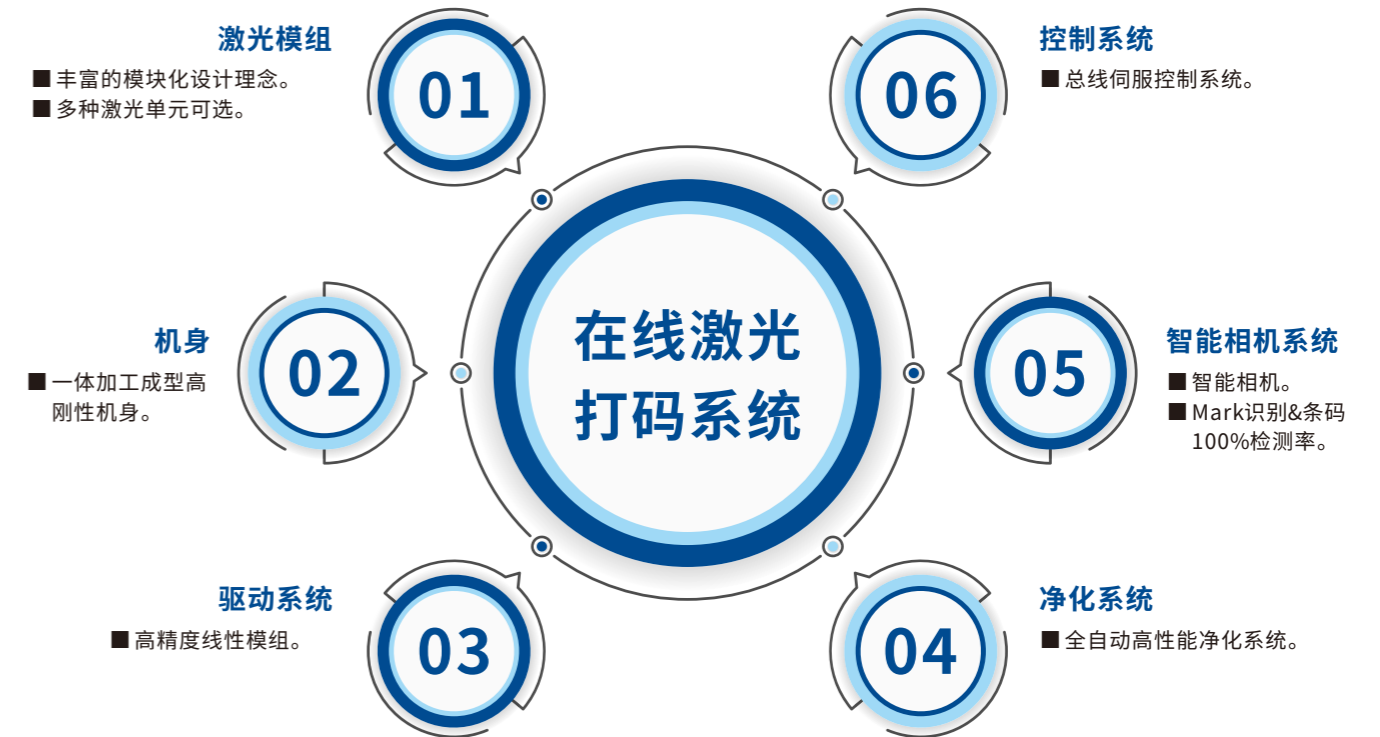 激光模组
■ 丰富的模块化设计理念。
■ 多种激光单元可选。
01
机身
■ 一体加工成型高
刚性机身。
02
驱动系统
■ 高精度线性模组。
03
在线激光
打码系统
06
控制系统
■ 总线伺服控制系统。
05
智能相机系统
■ 智能相机。
■ Mark识别&条码
100%检测率。
04
净化系统
■ 全自动高性能净化系统。